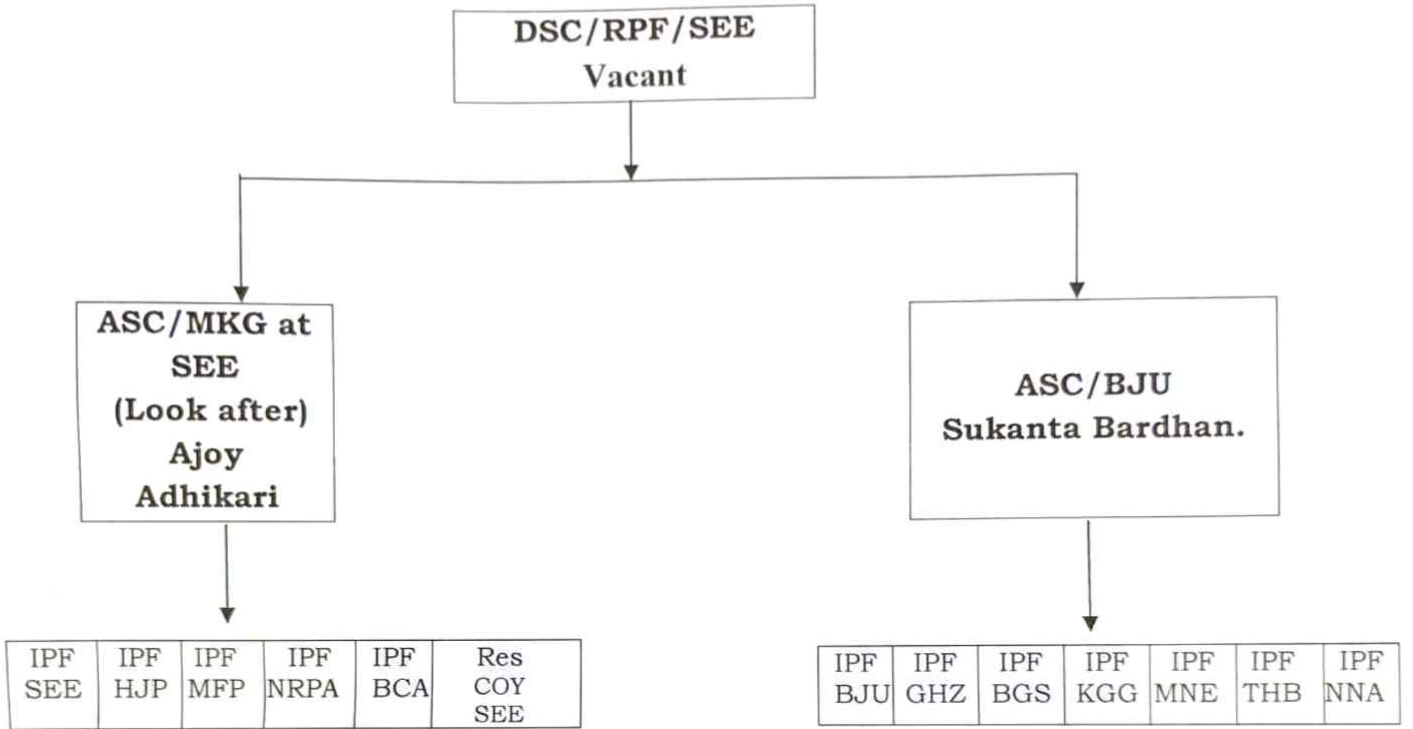 DSC/RPF/SEE
Vacant
ASC/MKG at
SEE
(Look after)
Ajoy
Adhikari
ASC/BJU
Sukanta Bardhan.
IPF
SEE
IPF
HJP
IPF
MFP
IPF
NRPA
IPF
BCA
Res
COY
SEE
IPF
BJU
IPF
GHZ
IPF
BGS
IPF
KGG
IPF
MNE
IPF
THB
IPF
NNA